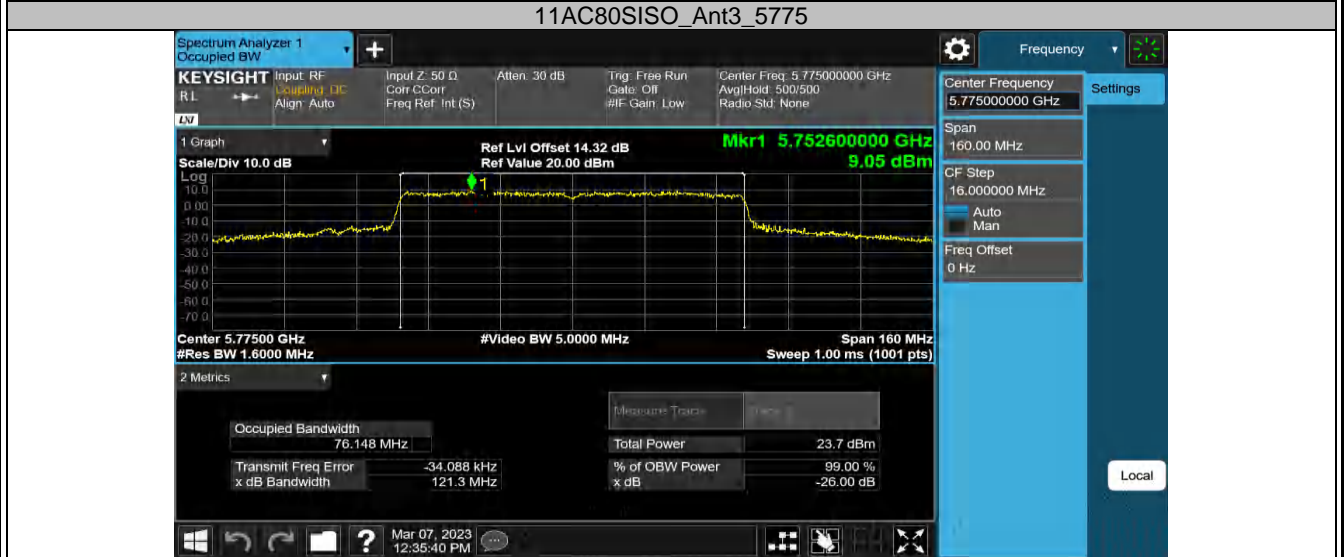 11AC80SISO_Ant3_5775
Spectrum Analyzer 1
Occupied BW
+
Frequency
KEYSIGHT
RL
LXI
Input: RF
Coupling: DC
Align: Auto
Input Z: 50 Ω
Corr CCorr
Freq Ref: Int (S)
Atten: 30 dB
Trig: Free Run
Gate: Off
#IF Gain: Low
Center Freq: 5.775000000 GHz
Avg|Hold: 500/500
Radio Std: None
Center Frequency
5.775000000 GHz
Settings
Span
160.00 MHz
CF Step
16.000000 MHz
Auto
Man
Freq Offset
0 Hz
Local
1 Graph
Scale/Div 10.0 dB
Ref Lvl Offset 14.32 dB
Ref Value 20.00 dBm
Mkr1 5.752600000 GHz
9.05 dBm
Log
10.0
0.00
-10.0
-20.0
-30.0
-40.0
-50.0
-60.0
-70.0
1
Center 5.77500 GHz
#Res BW 1.6000 MHz
#Video BW 5.0000 MHz
Span 160 MHz
Sweep 1.00 ms (1001 pts)
2 Metrics
Measure Trace
Occupied Bandwidth
76.148 MHz
Total Power 23.7 dBm
Transmit Freq Error -34.088 kHz
% of OBW Power 99.00 %
x dB Bandwidth 121.3 MHz
x dB -26.00 dB
?
Mar 07, 2023
12:35:40 PM